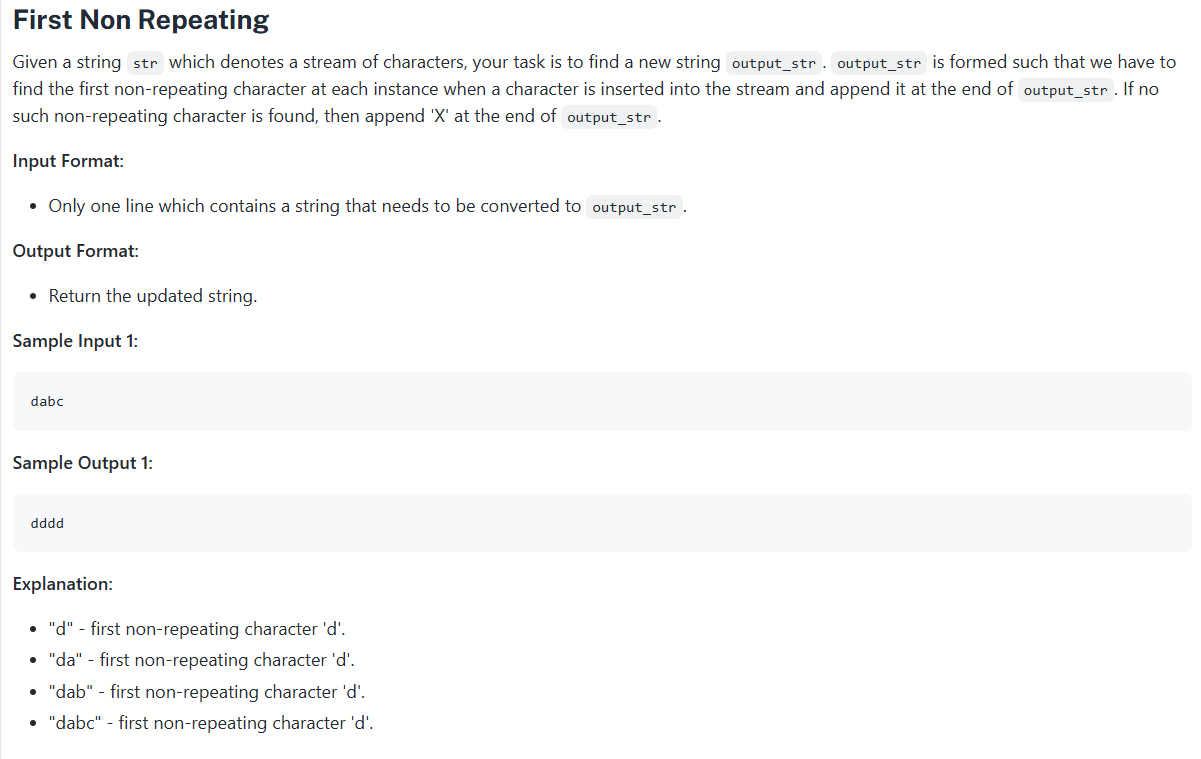 First Non Repeating
Given a string str which denotes a stream of characters, your task is to find a new string output_str. output_str is formed such that we have to
find the first non-repeating character at each instance when a character is inserted into the stream and append it at the end of output_str. If no
such non-repeating character is found, then append 'X' at the end of output_str.
Input Format:
• Only one line which contains a string that needs to be converted to output_str.
Output Format:
• Return the updated string.
Sample Input 1:
dabc
Sample Output 1:
dddd
Explanation:
• "d" - first non-repeating character 'd'.
• "da" - first non-repeating character 'd'.
• "dab" - first non-repeating character 'd'.
• "dabc" - first non-repeating character 'd'.